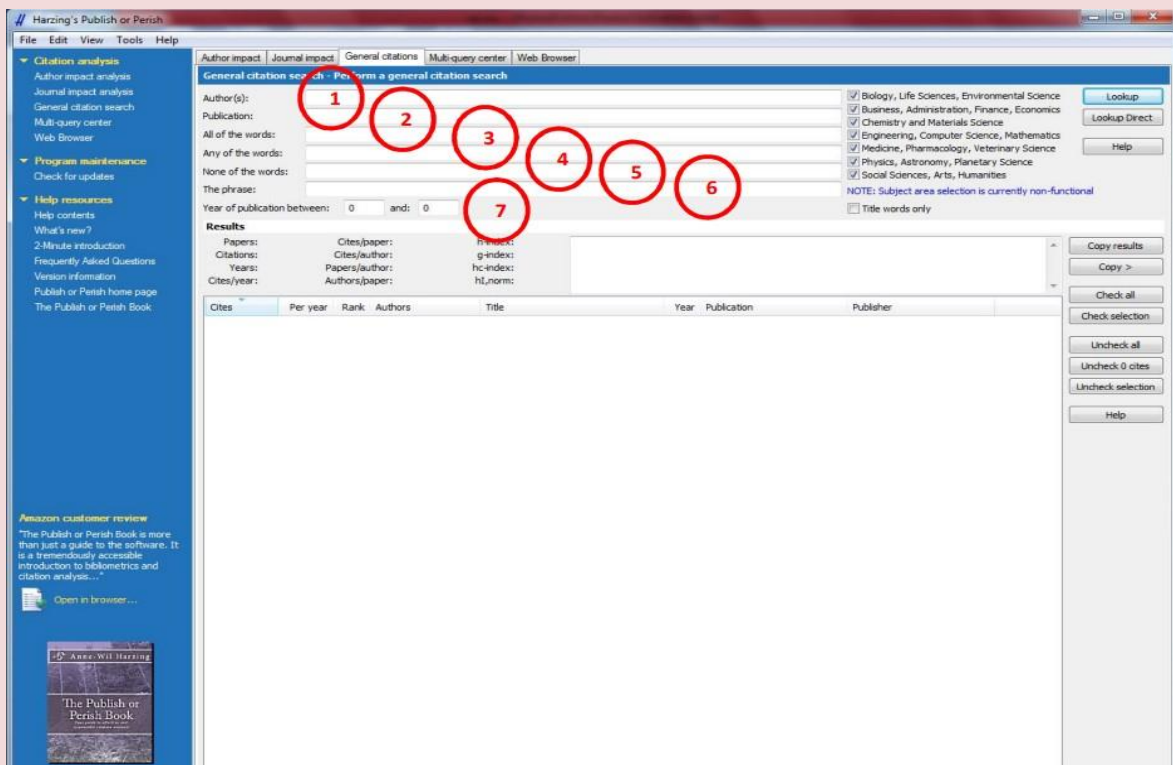 Harzing's Publish or Perish
File Edit View Tools Help
Citation analysis
Author impact analysis
Journal impact analysis
General citation search
Multi-query center
Web Browser
Program maintenance
Check for updates
Help resources
Help contents
What's new?
2-Minute introduction
Frequently Asked Questions
Version information
Publish or Perish home page
The Publish or Perish Book
Amazon customer review
"The Publish or Perish Book is more
than just a guide to the software. It
is a tremendously accessible
introduction to bibliometrics and
citation analysis..."
Open in browser...
Anne-Wil Harzing
The Publish or
Perish Book
Author impact Journal impact General citations Multi-query center Web Browser
General citation search - Perform a general citation search
Author(s): 1
Publication: 2
All of the words: 3
Any of the words: 4
None of the words: 5
The phrase: 6
Year of publication between: 0 and: 0 7
Biology, Life Sciences, Environmental Science
Business, Administration, Finance, Economics
Chemistry and Materials Science
Engineering, Computer Science, Mathematics
Medicine, Pharmacology, Veterinary Science
Physics, Astronomy, Planetary Science
Social Sciences, Arts, Humanities
NOTE: Subject area selection is currently non-functional
Title words only
Lookup
Lookup Direct
Help
Results
Papers: Cites/paper: h-index:
Citations: Cites/author: g-index:
Years: Papers/author: hc-index:
Cites/year: Authors/paper: hI,norm:
Cites Per year Rank Authors Title Year Publication Publisher
Copy results
Copy >
Check all
Check selection
Uncheck all
Uncheck 0 cites
Uncheck selection
Help